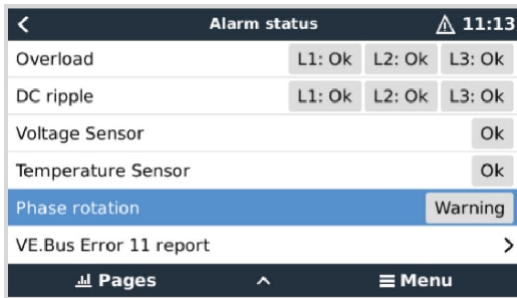 Alarm status 11:13
Overload L1: Ok L2: Ok L3: Ok
DC ripple L1: Ok L2: Ok L3: Ok
Voltage Sensor Ok
Temperature Sensor Ok
Phase rotation Warning
VE.Bus Error 11 report
Pages Menu